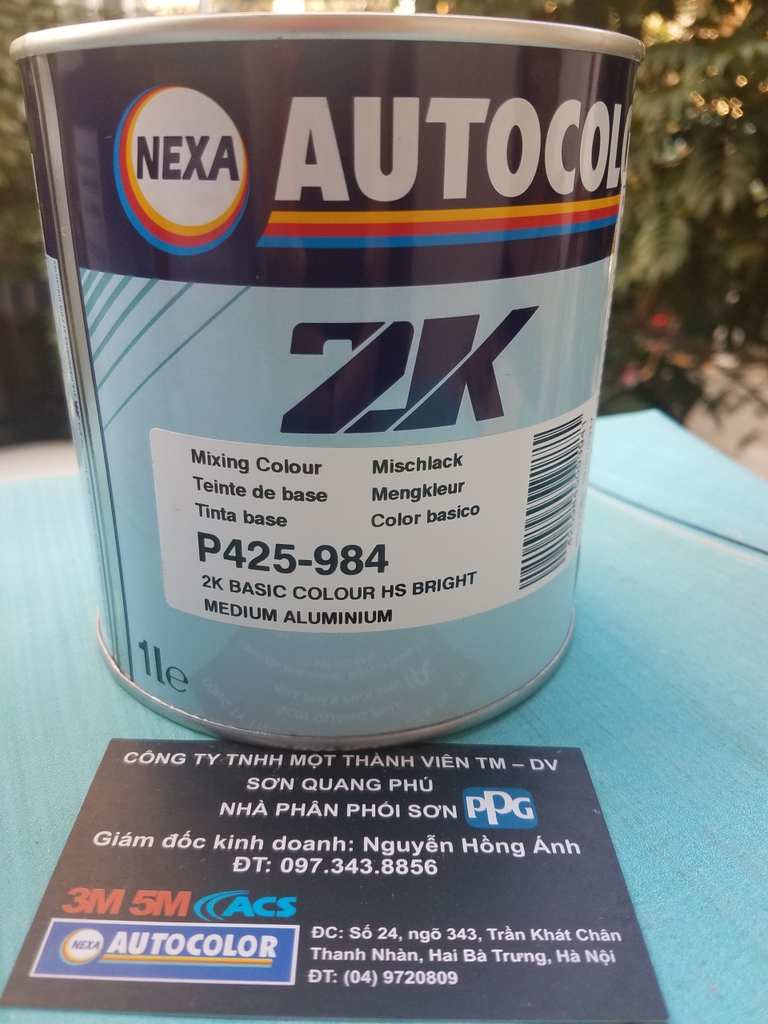 NEXA
AUTOCOLO
2K
Mixing Colour
Teinte de base
Tinta base
Mischlack
Mengkleur
Color basico
P425-984
2K BASIC COLOUR HS BRIGHT
MEDIUM ALUMINIUM
1le
CÔNG TY TNHH MỘT THÀNH VIÊN TM – DV
SƠN QUANG PHÚ
NHÀ PHÂN PHỐI SƠN PPG
Giám đốc kinh doanh: Nguyễn Hồng Ánh
ĐT: 097.343.8856
3M 5M ACS
NEXA AUTOCOLOR
ĐC: Số 24, ngõ 343, Trần Khát Chân
Thanh Nhàn, Hai Bà Trưng, Hà Nội
ĐT: (04) 9720809